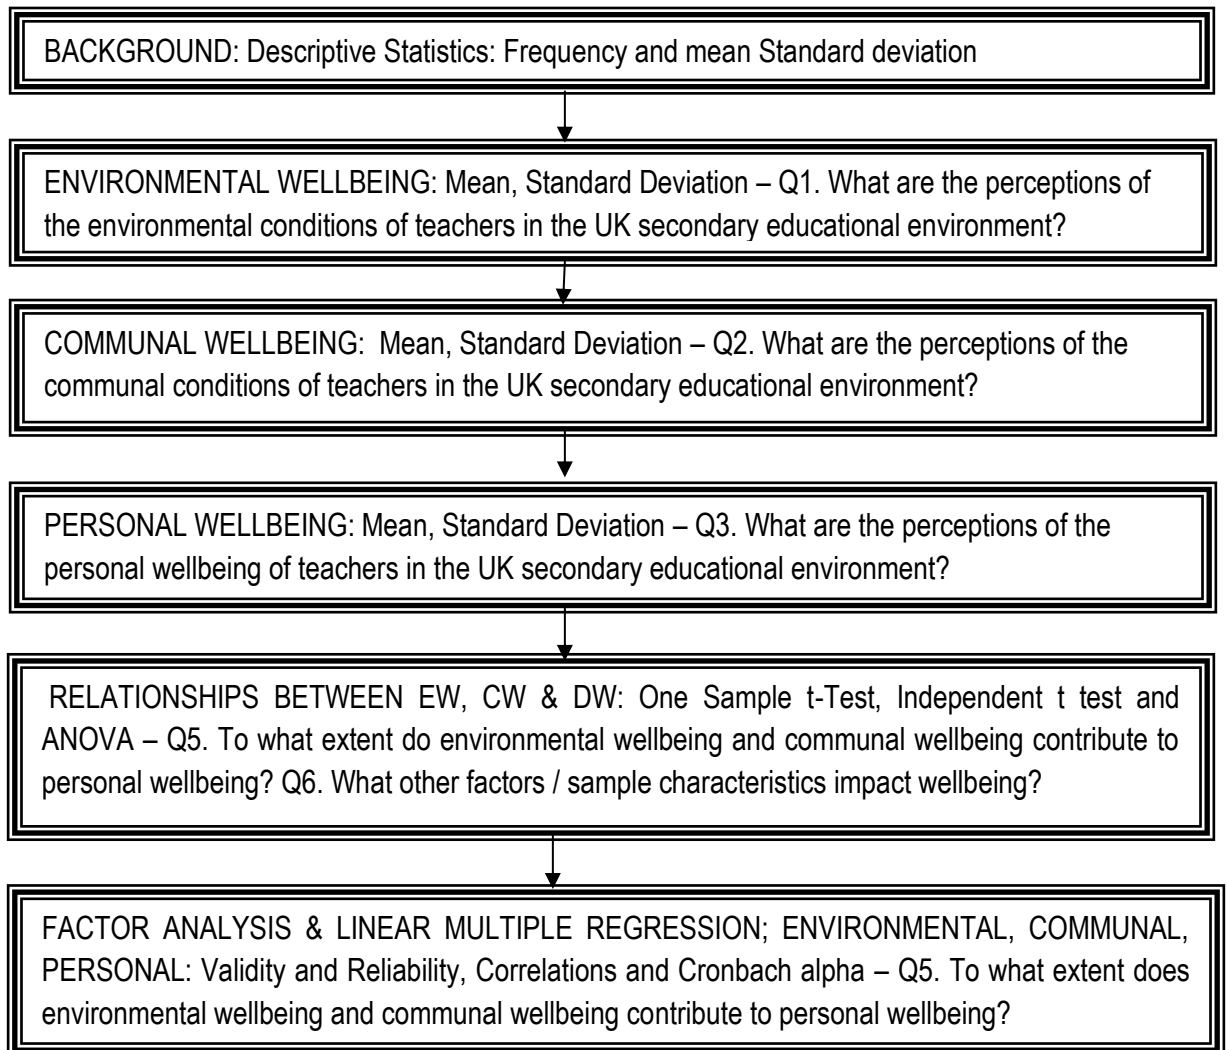 BACKGROUND: Descriptive Statistics: Frequency and mean Standard deviation
ENVIRONMENTAL WELLBEING: Mean, Standard Deviation – Q1. What are the perceptions of
the environmental conditions of teachers in the UK secondary educational environment?
COMMUNAL WELLBEING: Mean, Standard Deviation – Q2. What are the perceptions of the
communal conditions of teachers in the UK secondary educational environment?
PERSONAL WELLBEING: Mean, Standard Deviation – Q3. What are the perceptions of the
personal wellbeing of teachers in the UK secondary educational environment?
RELATIONSHIPS BETWEEN EW, CW & DW: One Sample t-Test, Independent t test and
ANOVA – Q5. To what extent do environmental wellbeing and communal wellbeing contribute to
personal wellbeing? Q6. What other factors / sample characteristics impact wellbeing?
FACTOR ANALYSIS & LINEAR MULTIPLE REGRESSION; ENVIRONMENTAL, COMMUNAL,
PERSONAL: Validity and Reliability, Correlations and Cronbach alpha – Q5. To what extent does
environmental wellbeing and communal wellbeing contribute to personal wellbeing?